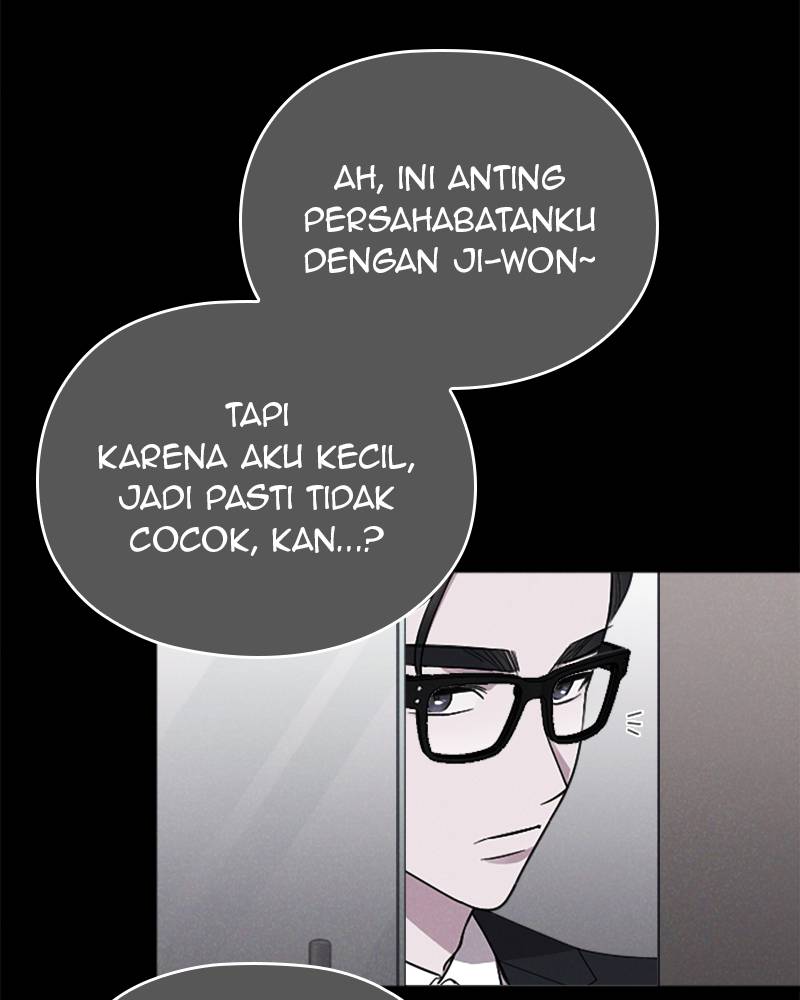 AH, INI ANTING
PERSAHABATANKU
DENGAN JI-WON~
TAPI
KARENA AKU KECIL,
JADI PASTI TIDAK
COCOK, KAN...?